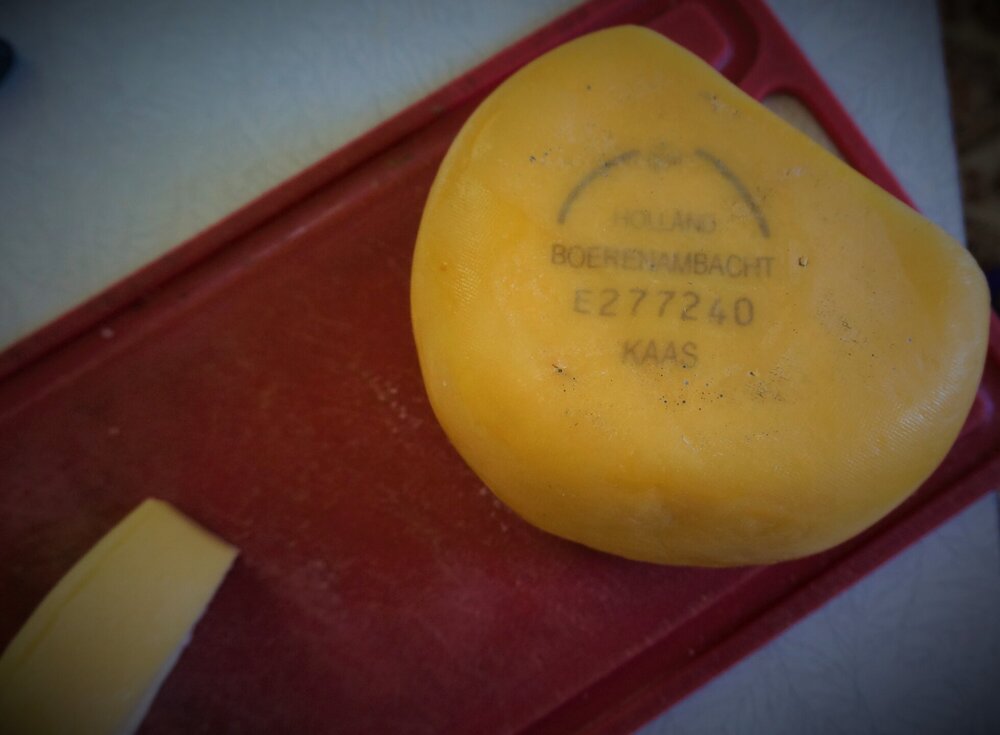 HOLLAND
BOERENAMBACHT
E277240
KAAS